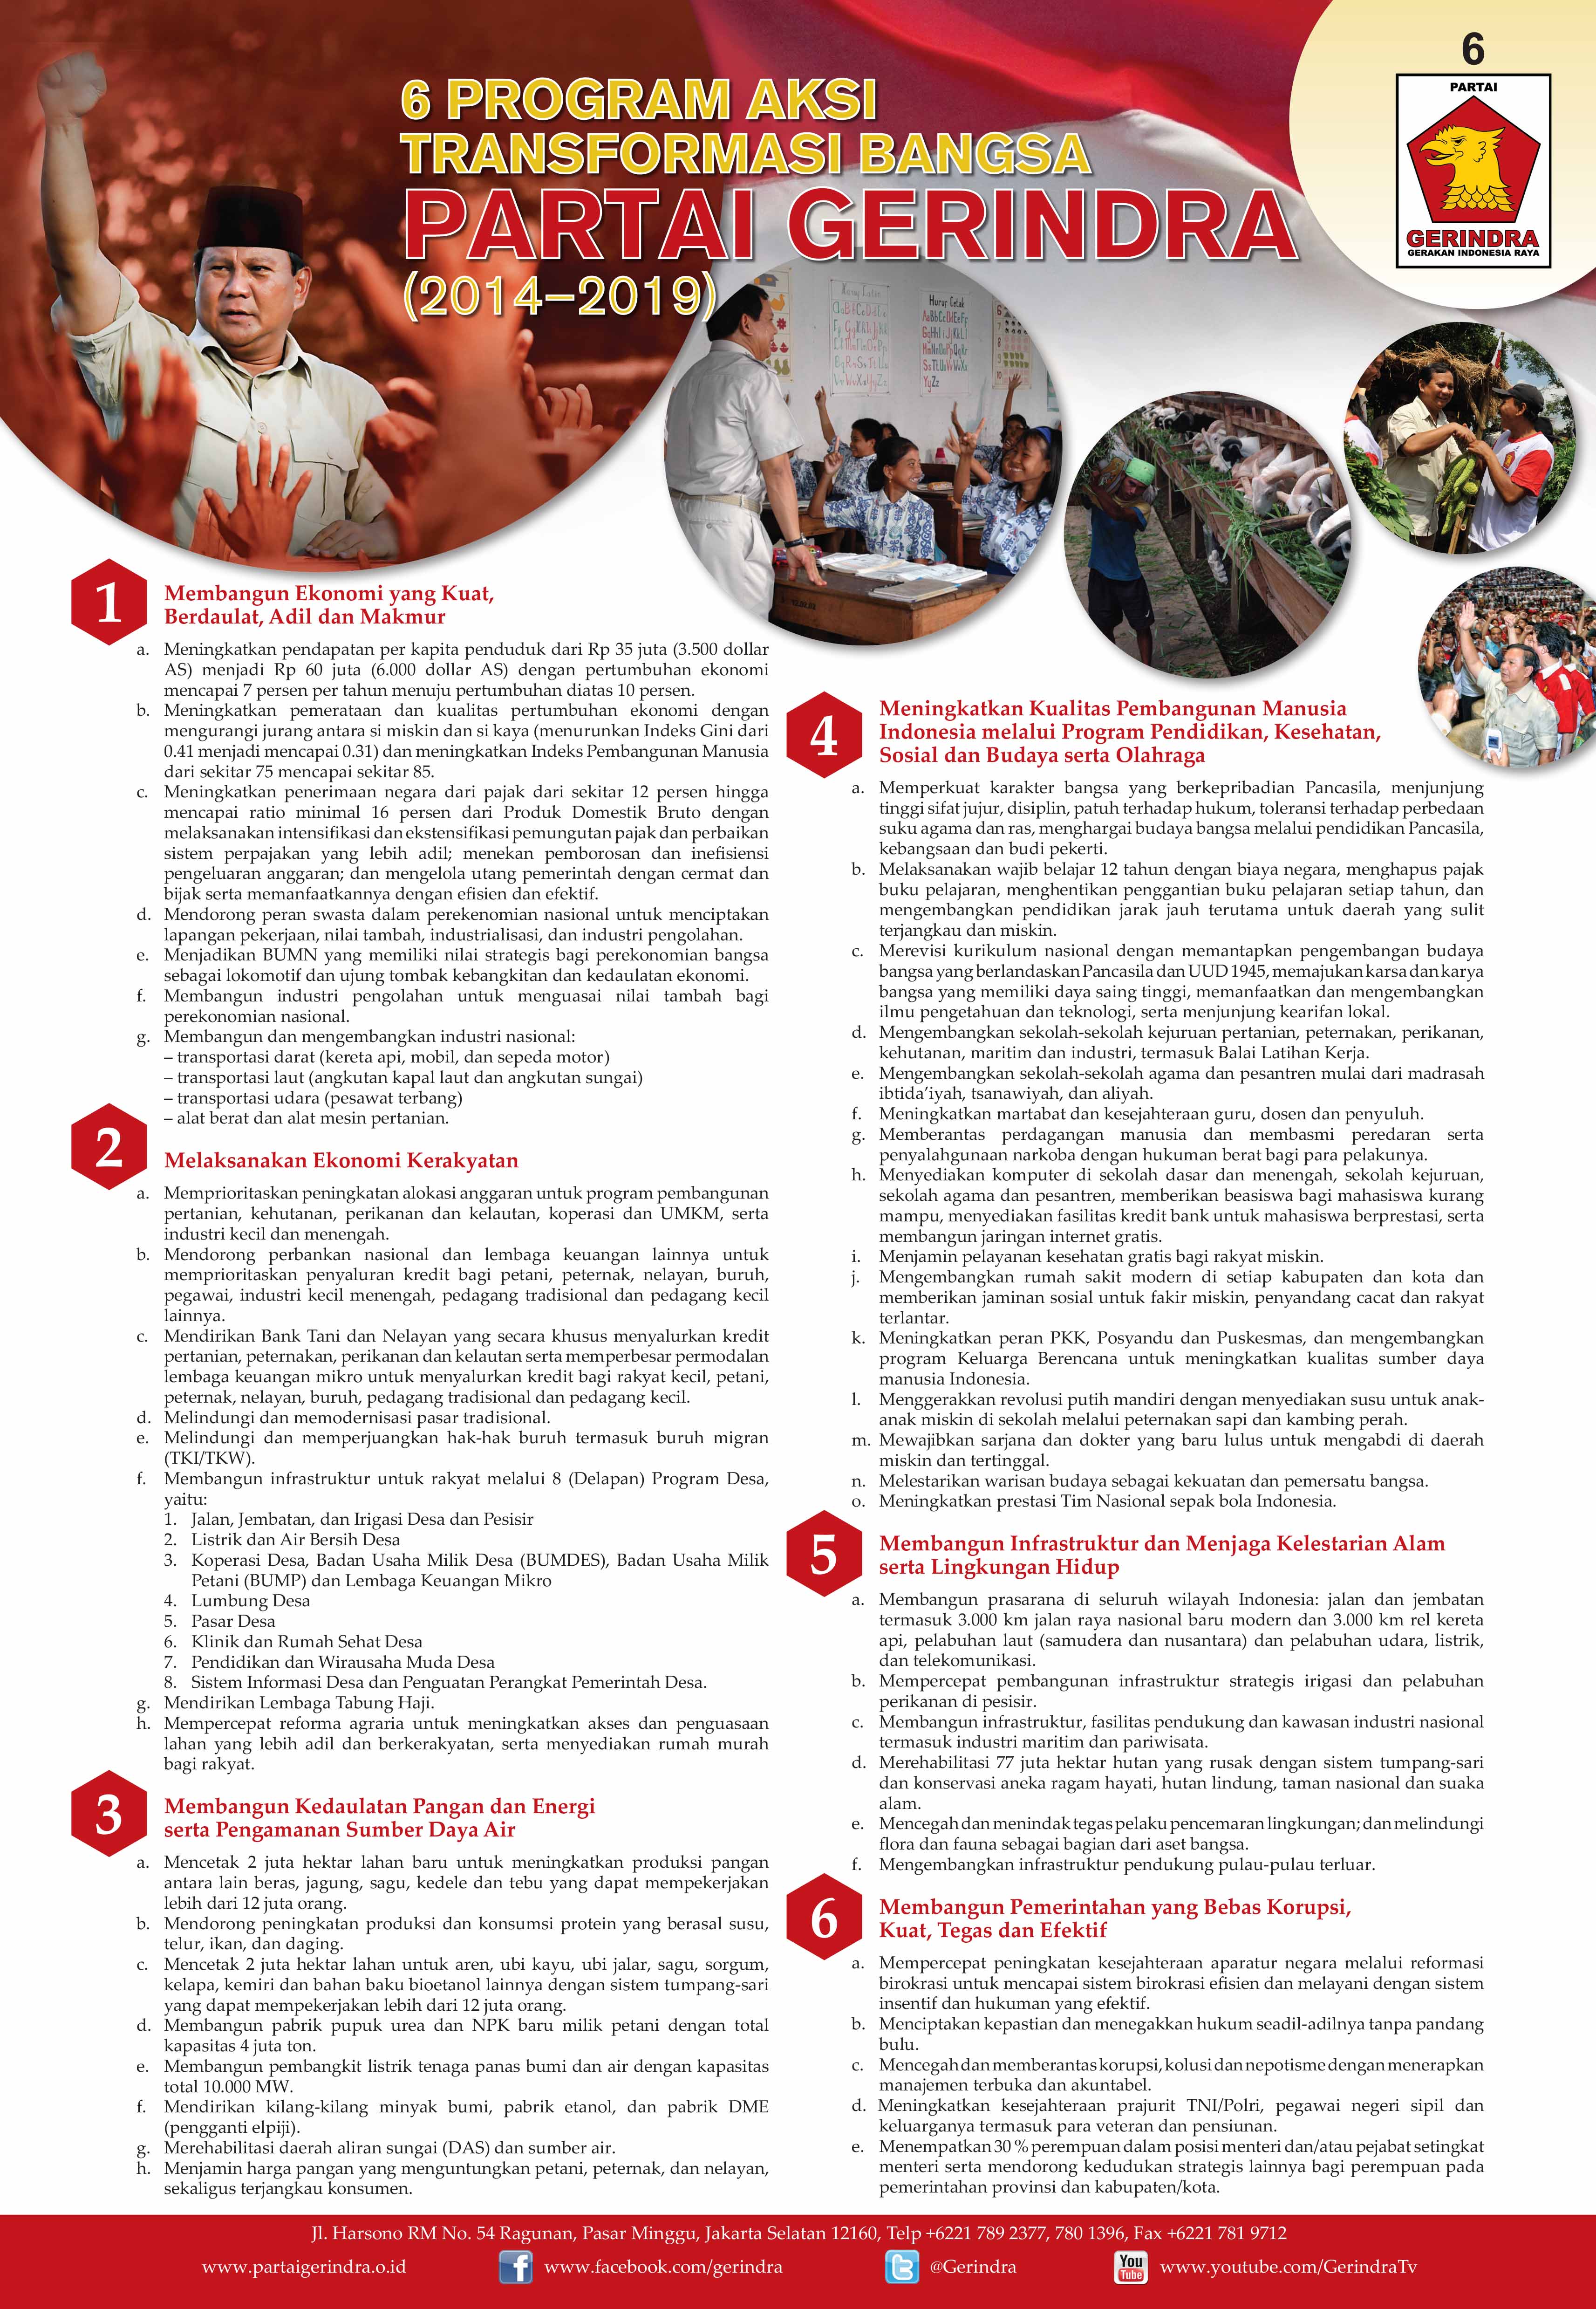 6 PROGRAM AKSI
TRANSFORMASI BANGSA
PARTAI GERINDRA
(2014–2019)
6
PARTAI
GERINDRA
GERAKAN INDONESIA RAYA
Huruf Cetak
1
Membangun Ekonomi yang Kuat,
Berdaulat, Adil dan Makmur
a. Meningkatkan pendapatan per kapita penduduk dari Rp 35 juta (3.500 dollar
AS) menjadi Rp 60 juta (6.000 dollar AS) dengan pertumbuhan ekonomi
mencapai 7 persen per tahun menuju pertumbuhan diatas 10 persen.
b. Meningkatkan pemerataan dan kualitas pertumbuhan ekonomi dengan
mengurangi jurang antara si miskin dan si kaya (menurunkan Indeks Gini dari
0.41 menjadi mencapai 0.31) dan meningkatkan Indeks Pembangunan Manusia
dari sekitar 75 mencapai sekitar 85.
c. Meningkatkan penerimaan negara dari pajak dari sekitar 12 persen hingga
mencapai ratio minimal 16 persen dari Produk Domestik Bruto dengan
melaksanakan intensifikasi dan ekstensifikasi pemungutan pajak dan perbaikan
sistem perpajakan yang lebih adil; menekan pemborosan dan inefisiensi
pengeluaran anggaran; dan mengelola utang pemerintah dengan cermat dan
bijak serta memanfaatkannya dengan efisien dan efektif.
d. Mendorong peran swasta dalam perekenomian nasional untuk menciptakan
lapangan pekerjaan, nilai tambah, industrialisasi, dan industri pengolahan.
e. Menjadikan BUMN yang memiliki nilai strategis bagi perekonomian bangsa
sebagai lokomotif dan ujung tombak kebangkitan dan kedaulatan ekonomi.
f. Membangun industri pengolahan untuk menguasai nilai tambah bagi
perekonomian nasional.
g. Membangun dan mengembangkan industri nasional:
– transportasi darat (kereta api, mobil, dan sepeda motor)
– transportasi laut (angkutan kapal laut dan angkutan sungai)
– transportasi udara (pesawat terbang)
– alat berat dan alat mesin pertanian.
2
Melaksanakan Ekonomi Kerakyatan
a. Memprioritaskan peningkatan alokasi anggaran untuk program pembangunan
pertanian, kehutanan, perikanan dan kelautan, koperasi dan UMKM, serta
industri kecil dan menengah.
b. Mendorong perbankan nasional dan lembaga keuangan lainnya untuk
memprioritaskan penyaluran kredit bagi petani, peternak, nelayan, buruh,
pegawai, industri kecil menengah, pedagang tradisional dan pedagang kecil
lainnya.
c. Mendirikan Bank Tani dan Nelayan yang secara khusus menyalurkan kredit
pertanian, peternakan, perikanan dan kelautan serta memperbesar permodalan
lembaga keuangan mikro untuk menyalurkan kredit bagi rakyat kecil, petani,
peternak, nelayan, buruh, pedagang tradisional dan pedagang kecil.
d. Melindungi dan memodernisasi pasar tradisional.
e. Melindungi dan memperjuangkan hak-hak buruh termasuk buruh migran
(TKI/TKW).
f. Membangun infrastruktur untuk rakyat melalui 8 (Delapan) Program Desa,
yaitu:
1. Jalan, Jembatan, dan Irigasi Desa dan Pesisir
2. Listrik dan Air Bersih Desa
3. Koperasi Desa, Badan Usaha Milik Desa (BUMDES), Badan Usaha Milik
Petani (BUMP) dan Lembaga Keuangan Mikro
4. Lumbung Desa
5. Pasar Desa
6. Klinik dan Rumah Sehat Desa
7. Pendidikan dan Wirausaha Muda Desa
8. Sistem Informasi Desa dan Penguatan Perangkat Pemerintah Desa.
g. Mendirikan Lembaga Tabung Haji.
h. Mempercepat reforma agraria untuk meningkatkan akses dan penguasaan
lahan yang lebih adil dan berkerakyatan, serta menyediakan rumah murah
bagi rakyat.
3
Membangun Kedaulatan Pangan dan Energi
serta Pengamanan Sumber Daya Air
a. Mencetak 2 juta hektar lahan baru untuk meningkatkan produksi pangan
antara lain beras, jagung, sagu, kedele dan tebu yang dapat mempekerjakan
lebih dari 12 juta orang.
b. Mendorong peningkatan produksi dan konsumsi protein yang berasal susu,
telur, ikan, dan daging.
c. Mencetak 2 juta hektar lahan untuk aren, ubi kayu, ubi jalar, sagu, sorgum,
kelapa, kemiri dan bahan baku bioetanol lainnya dengan sistem tumpang-sari
yang dapat mempekerjakan lebih dari 12 juta orang.
d. Membangun pabrik pupuk urea dan NPK baru milik petani dengan total
kapasitas 4 juta ton.
e. Membangun pembangkit listrik tenaga panas bumi dan air dengan kapasitas
total 10.000 MW.
f. Mendirikan kilang-kilang minyak bumi, pabrik etanol, dan pabrik DME
(pengganti elpiji).
g. Merehabilitasi daerah aliran sungai (DAS) dan sumber air.
h. Menjamin harga pangan yang menguntungkan petani, peternak, dan nelayan,
sekaligus terjangkau konsumen.
4
Meningkatkan Kualitas Pembangunan Manusia
Indonesia melalui Program Pendidikan, Kesehatan,
Sosial dan Budaya serta Olahraga
a. Memperkuat karakter bangsa yang berkepribadian Pancasila, menjunjung
tinggi sifat jujur, disiplin, patuh terhadap hukum, toleransi terhadap perbedaan
suku agama dan ras, menghargai budaya bangsa melalui pendidikan Pancasila,
kebangsaan dan budi pekerti.
b. Melaksanakan wajib belajar 12 tahun dengan biaya negara, menghapus pajak
buku pelajaran, menghentikan penggantian buku pelajaran setiap tahun, dan
mengembangkan pendidikan jarak jauh terutama untuk daerah yang sulit
terjangkau dan miskin.
c. Merevisi kurikulum nasional dengan memantapkan pengembangan budaya
bangsa yang berlandaskan Pancasila dan UUD 1945, memajukan karsa dan karya
bangsa yang memiliki daya saing tinggi, memanfaatkan dan mengembangkan
ilmu pengetahuan dan teknologi, serta menjunjung kearifan lokal.
d. Mengembangkan sekolah-sekolah kejuruan pertanian, peternakan, perikanan,
kehutanan, maritim dan industri, termasuk Balai Latihan Kerja.
e. Mengembangkan sekolah-sekolah agama dan pesantren mulai dari madrasah
ibtida’iyah, tsanawiyah, dan aliyah.
f. Meningkatkan martabat dan kesejahteraan guru, dosen dan penyuluh.
g. Memberantas perdagangan manusia dan membasmi peredaran serta
penyalahgunaan narkoba dengan hukuman berat bagi para pelakunya.
h. Menyediakan komputer di sekolah dasar dan menengah, sekolah kejuruan,
sekolah agama dan pesantren, memberikan beasiswa bagi mahasiswa kurang
mampu, menyediakan fasilitas kredit bank untuk mahasiswa berprestasi, serta
membangun jaringan internet gratis.
i. Menjamin pelayanan kesehatan gratis bagi rakyat miskin.
j. Mengembangkan rumah sakit modern di setiap kabupaten dan kota dan
memberikan jaminan sosial untuk fakir miskin, penyandang cacat dan rakyat
terlantar.
k. Meningkatkan peran PKK, Posyandu dan Puskesmas, dan mengembangkan
program Keluarga Berencana untuk meningkatkan kualitas sumber daya
manusia Indonesia.
l. Menggerakkan revolusi putih mandiri dengan menyediakan susu untuk anak-
anak miskin di sekolah melalui peternakan sapi dan kambing perah.
m. Mewajibkan sarjana dan dokter yang baru lulus untuk mengabdi di daerah
miskin dan tertinggal.
n. Melestarikan warisan budaya sebagai kekuatan dan pemersatu bangsa.
o. Meningkatkan prestasi Tim Nasional sepak bola Indonesia.
5
Membangun Infrastruktur dan Menjaga Kelestarian Alam
serta Lingkungan Hidup
a. Membangun prasarana di seluruh wilayah Indonesia: jalan dan jembatan
termasuk 3.000 km jalan raya nasional baru modern dan 3.000 km rel kereta
api, pelabuhan laut (samudera dan nusantara) dan pelabuhan udara, listrik,
dan telekomunikasi.
b. Mempercepat pembangunan infrastruktur strategis irigasi dan pelabuhan
perikanan di pesisir.
c. Membangun infrastruktur, fasilitas pendukung dan kawasan industri nasional
termasuk industri maritim dan pariwisata.
d. Merehabilitasi 77 juta hektar hutan yang rusak dengan sistem tumpang-sari
dan konservasi aneka ragam hayati, hutan lindung, taman nasional dan suaka
alam.
e. Mencegah dan menindak tegas pelaku pencemaran lingkungan; dan melindungi
flora dan fauna sebagai bagian dari aset bangsa.
f. Mengembangkan infrastruktur pendukung pulau-pulau terluar.
6
Membangun Pemerintahan yang Bebas Korupsi,
Kuat, Tegas dan Efektif
a. Mempercepat peningkatan kesejahteraan aparatur negara melalui reformasi
birokrasi untuk mencapai sistem birokrasi efisien dan melayani dengan sistem
insentif dan hukuman yang efektif.
b. Menciptakan kepastian dan menegakkan hukum seadil-adilnya tanpa pandang
bulu.
c. Mencegah dan memberantas korupsi, kolusi dan nepotisme dengan menerapkan
manajemen terbuka dan akuntabel.
d. Meningkatkan kesejahteraan prajurit TNI/Polri, pegawai negeri sipil dan
keluarganya termasuk para veteran dan pensiunan.
e. Menempatkan 30 % perempuan dalam posisi menteri dan/atau pejabat setingkat
menteri serta mendorong kedudukan strategis lainnya bagi perempuan pada
pemerintahan provinsi dan kabupaten/kota.
Jl. Harsono RM No. 54 Ragunan, Pasar Minggu, Jakarta Selatan 12160, Telp +6221 789 2377, 780 1396, Fax +6221 781 9712
www.partaigerindra.o.id
www.facebook.com/gerindra
@Gerindra
You
Tube
www.youtube.com/GerindraTv